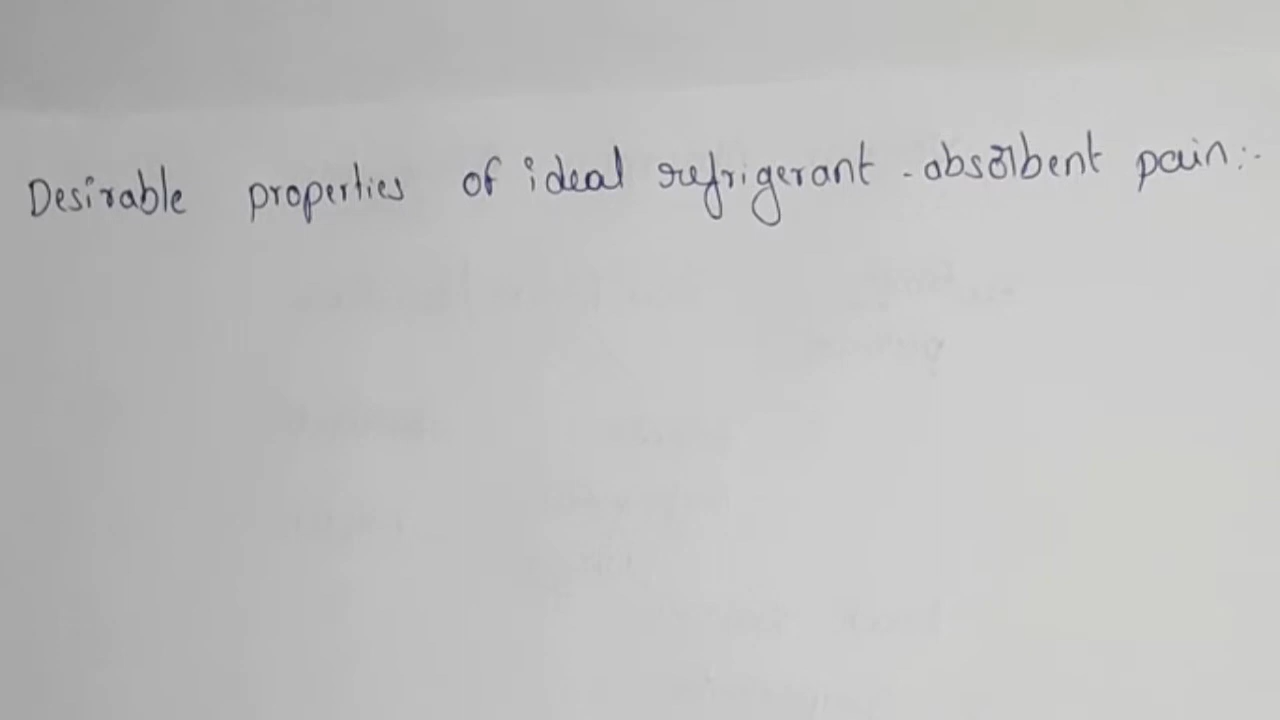 Desirable properties of ideal refrigerant - absorbent pain :-